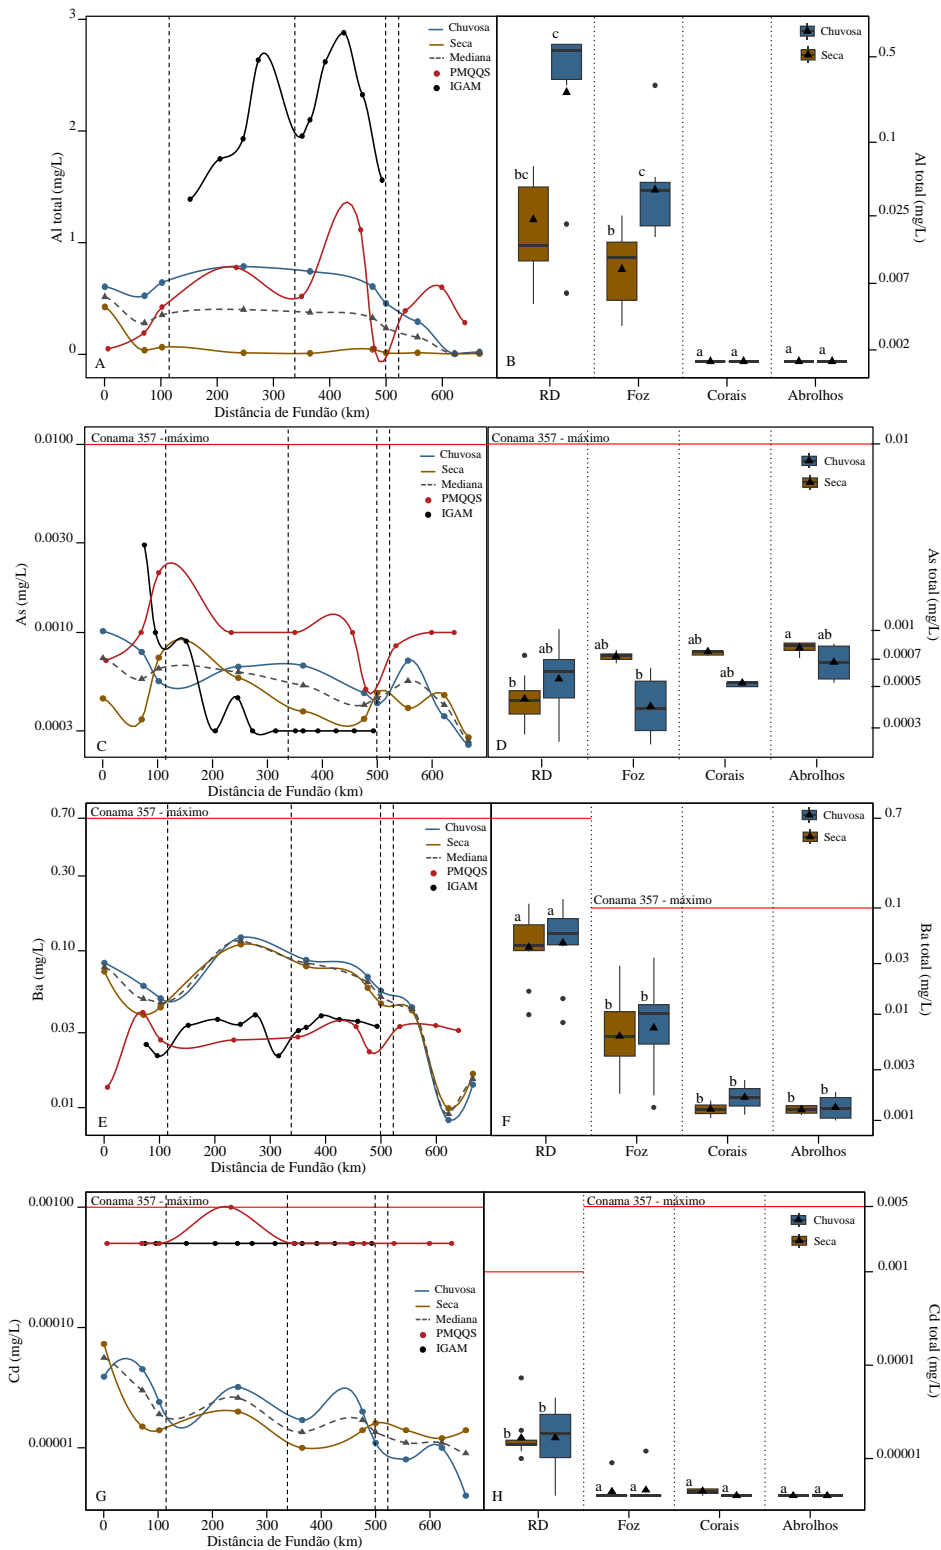 3
2
1
0
Al total (mg/L)
Chuvosa
Seca
Mediana
PMQQS
IGAM
A
0 100 200 300 400 500 600
Distância de Fundão (km)
Chuvosa
Seca
c
bc
b
c
a a
a a
B
RD Foz Corais Abrolhos
0.5
0.1
0.025
0.007
0.002
Al total (mg/L)
0.0100
0.0030
0.0010
0.0003
As (mg/L)
Conama 357 - máximo
Chuvosa
Seca
Mediana
PMQQS
IGAM
C
0 100 200 300 400 500 600
Distância de Fundão (km)
Conama 357 - máximo
Chuvosa
Seca
b
ab
ab
b
ab
ab
a
ab
D
RD Foz Corais Abrolhos
0.01
0.001
0.0007
0.0005
0.0003
As total (mg/L)
0.70
0.30
0.10
0.03
0.01
Ba (mg/L)
Conama 357 - máximo
Chuvosa
Seca
Mediana
PMQQS
IGAM
E
0 100 200 300 400 500 600
Distância de Fundão (km)
Conama 357 - máximo
Chuvosa
Seca
a a
b b
b b
b b
F
RD Foz Corais Abrolhos
0.7
0.1
0.03
0.01
0.003
0.001
Ba total (mg/L)
0.00100
0.00010
0.00001
Cd (mg/L)
Conama 357 - máximo
Chuvosa
Seca
Mediana
PMQQS
IGAM
G
0 100 200 300 400 500 600
Distância de Fundão (km)
Conama 357 - máximo
Chuvosa
Seca
b b
a a
a a
a a
H
RD Foz Corais Abrolhos
0.005
0.001
0.0001
0.00001
Cd total (mg/L)